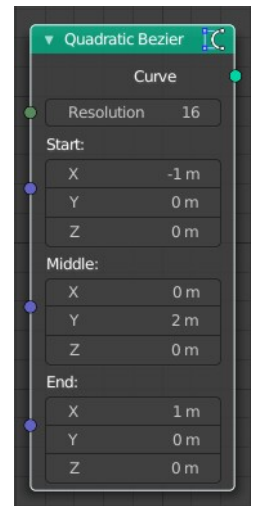 Quadratic Bezier
Curve
Resolution 16
Start:
X -1 m
Y 0 m
Z 0 m
Middle:
X 0 m
Y 2 m
Z 0 m
End:
X 1 m
Y 0 m
Z 0 m